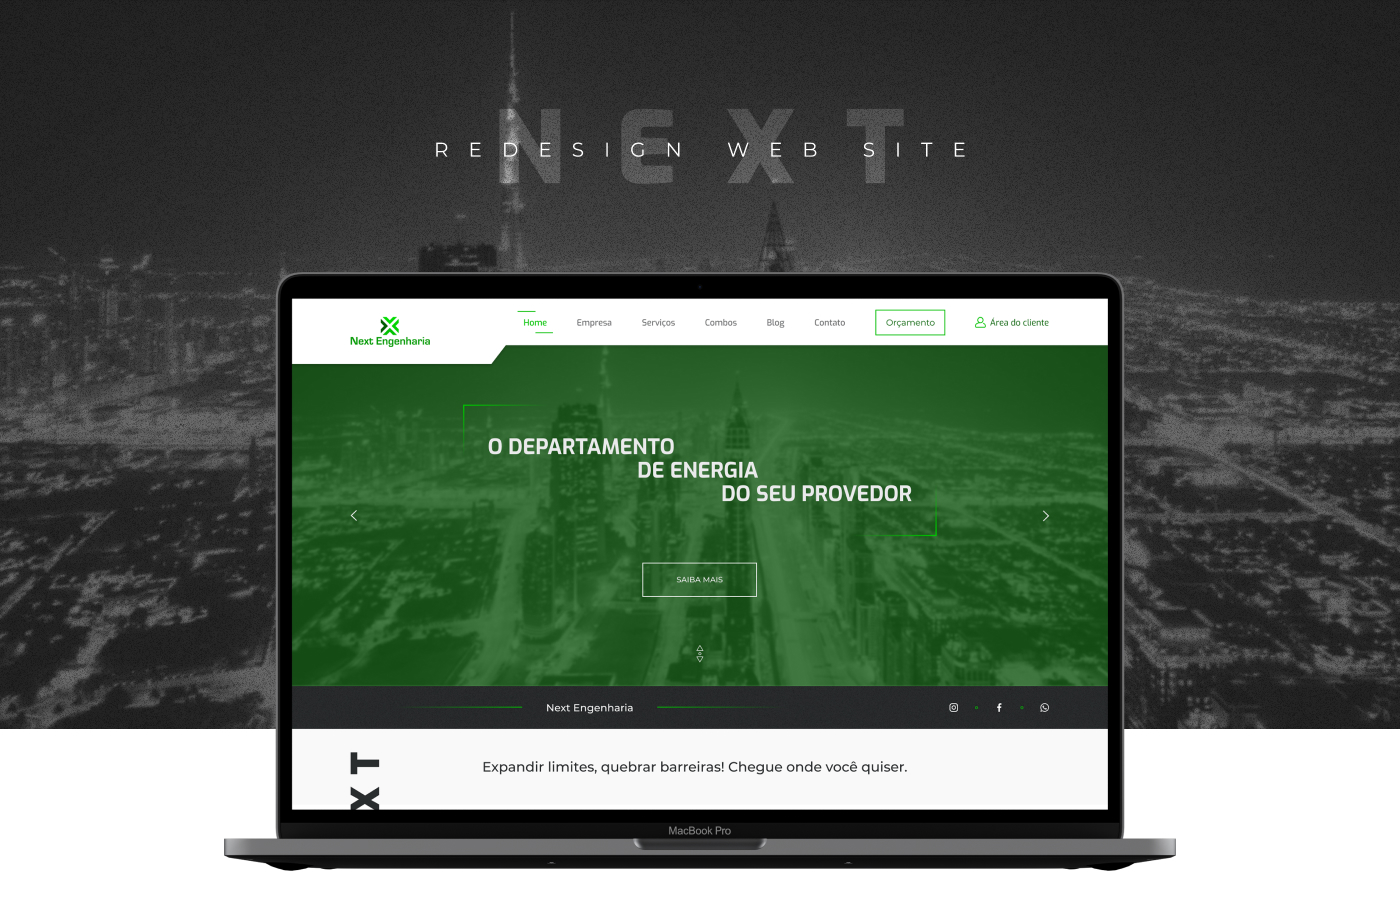 NEXT
REDESIGN WEB SITE
Next Engenharia
Home
Empresa
Serviços
Combos
Blog
Contato
Orçamento
Área do cliente
O DEPARTAMENTO
DE ENERGIA
DO SEU PROVEDOR
SAIBA MAIS
Next Engenharia
XT
Expandir limites, quebrar barreiras! Chegue onde você quiser.
MacBook Pro